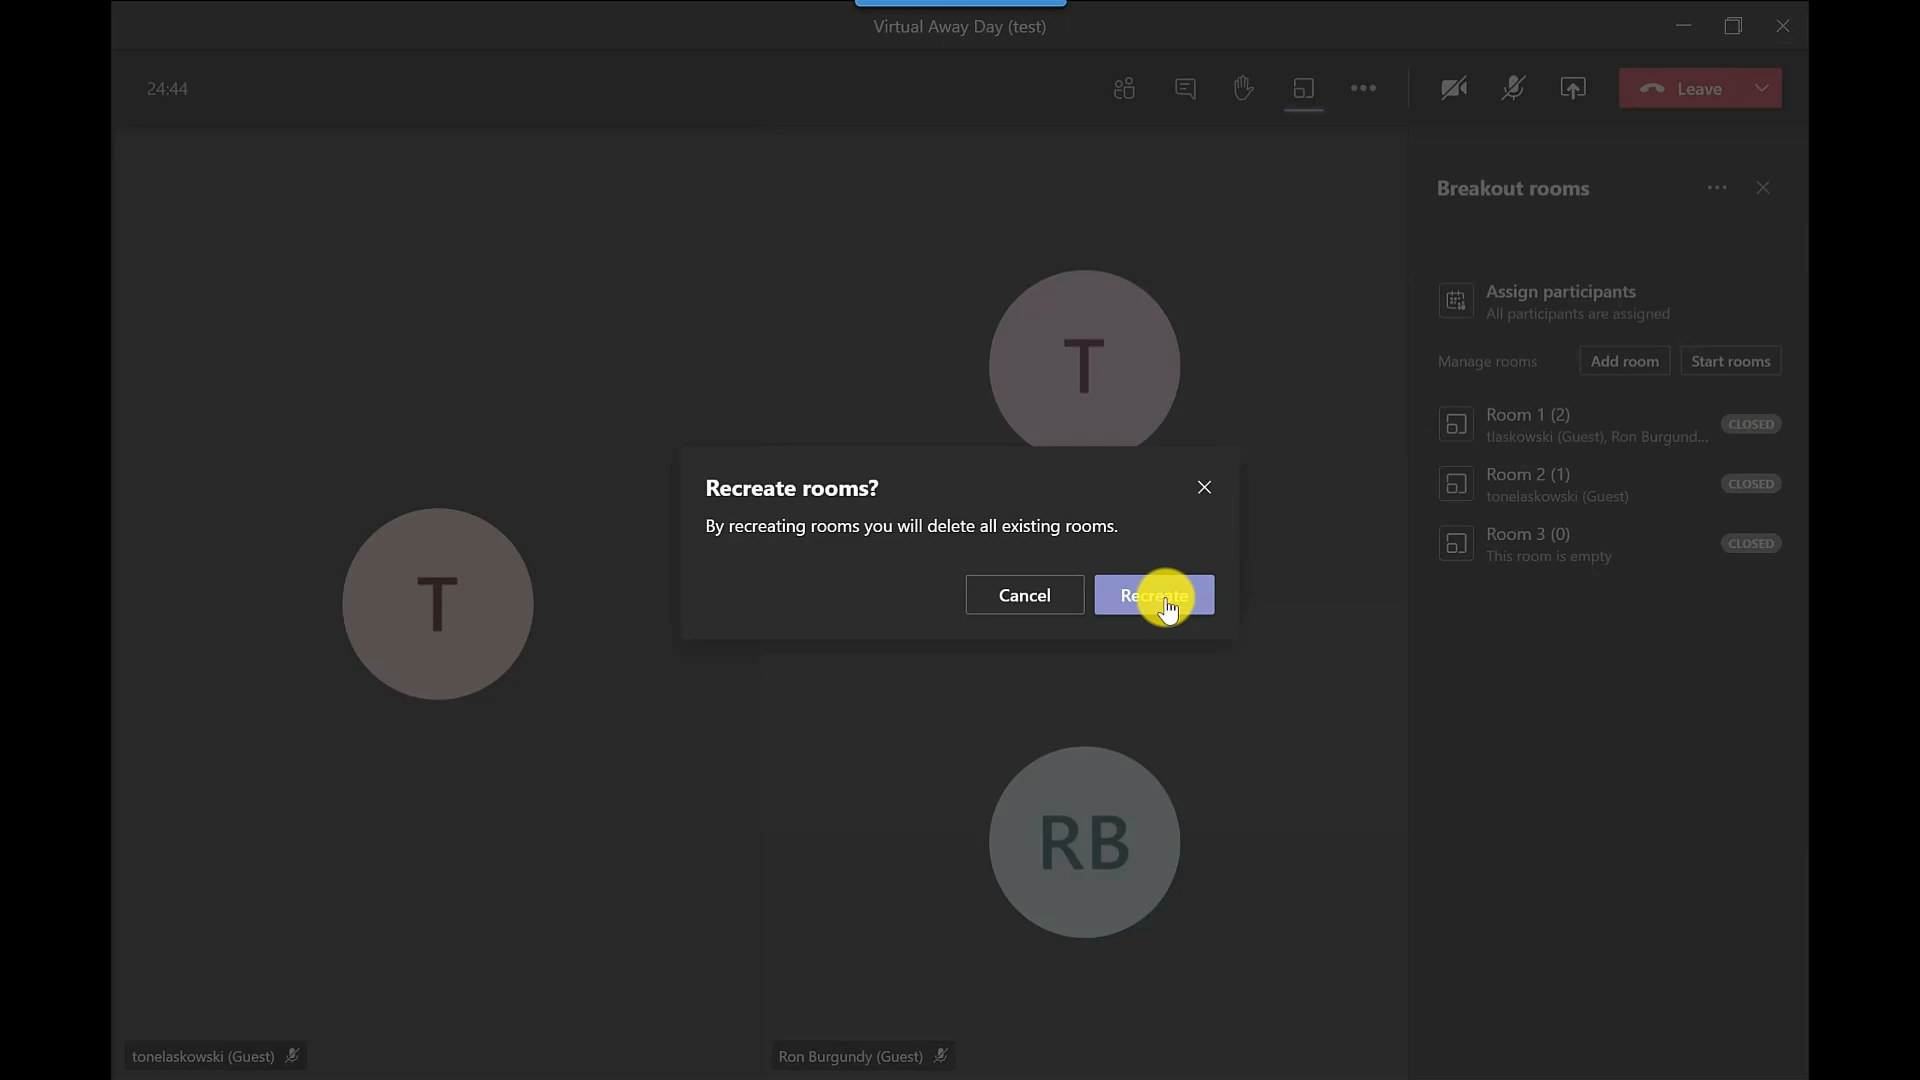 Virtual Away Day (test)
24:44
Leave
Breakout rooms
Assign participants
All participants are assigned
Manage rooms
Add room
Start rooms
Room 1 (2)
tlaskowski (Guest), Ron Burgund...
CLOSED
Room 2 (1)
tonelaskowski (Guest)
CLOSED
Room 3 (0)
This room is empty
CLOSED
T
T
Recreate rooms?
By recreating rooms you will delete all existing rooms.
Cancel
Recreate
RB
tonelaskowski (Guest)
Ron Burgundy (Guest)